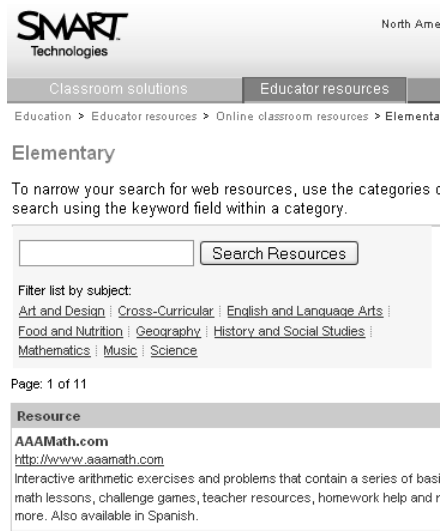 SMART
Technologies
North Ame
Classroom solutions
Educator resources
Education > Educator resources > Online classroom resources > Elementa
Elementary
To narrow your search for web resources, use the categories
search using the keyword field within a category.
Search Resources
Filter list by subject:
Art and Design | Cross-Curricular | English and Language Arts |
Food and Nutrition | Geography | History and Social Studies |
Mathematics | Music | Science
Page: 1 of 11
Resource
AAAMath.com
http://www.aaamath.com
Interactive arithmetic exercises and problems that contain a series of basi
math lessons, challenge games, teacher resources, homework help and
more. Also available in Spanish.